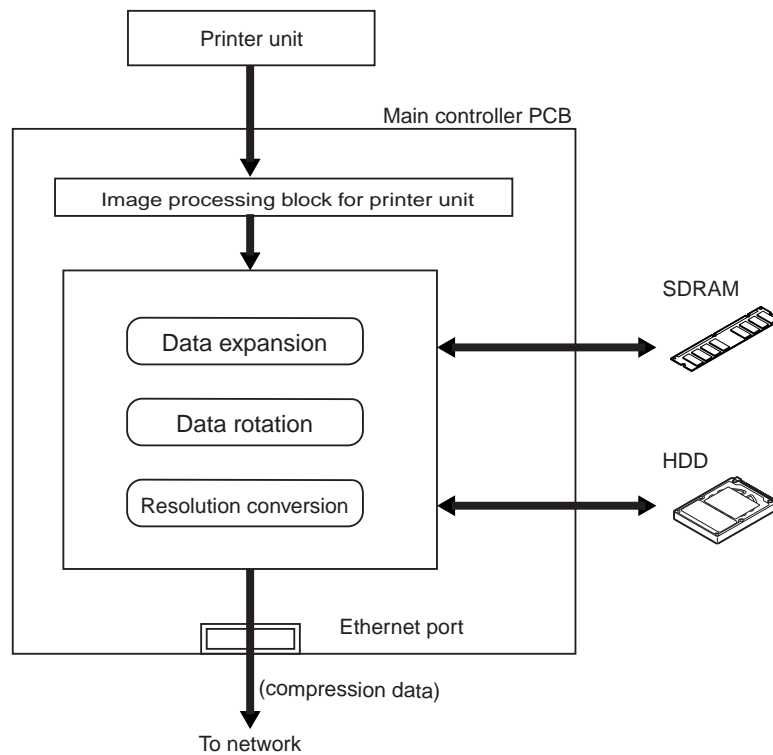 Printer unit
Main controller PCB
Image processing block for printer unit
SDRAM
Data expansion
Data rotation
HDD
Resolution conversion
Ethernet port
(compression data)
To network